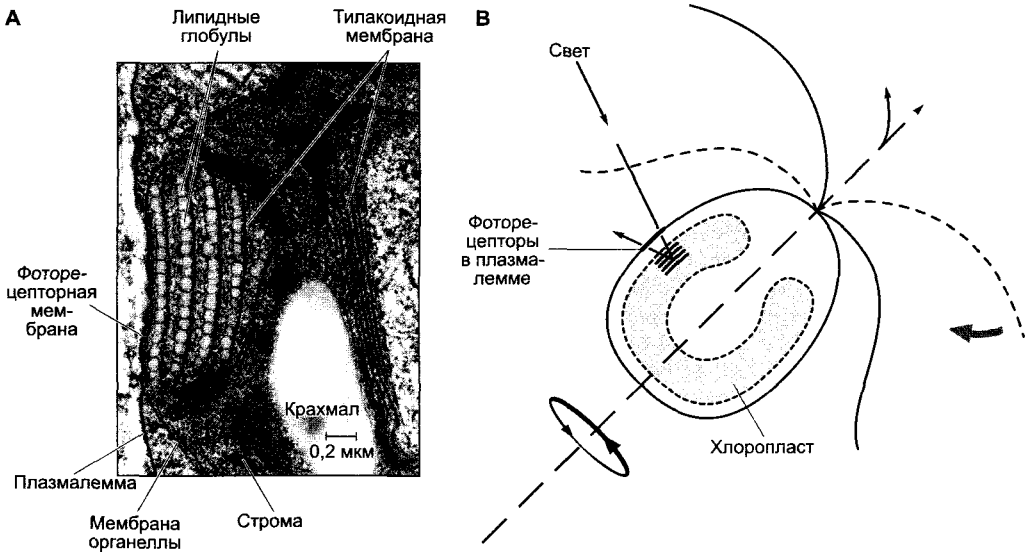 А
Липидные
глобулы
Тилакоидная
мембрана
Фоторе-
цепторная
мем-
брана
Крахмал
0,2 мкм
Плазмалемма
Мембрана
органеллы
Строма
Б
Свет
Фоторе-
цепторы
в плазма-
лемме
Хлоропласт